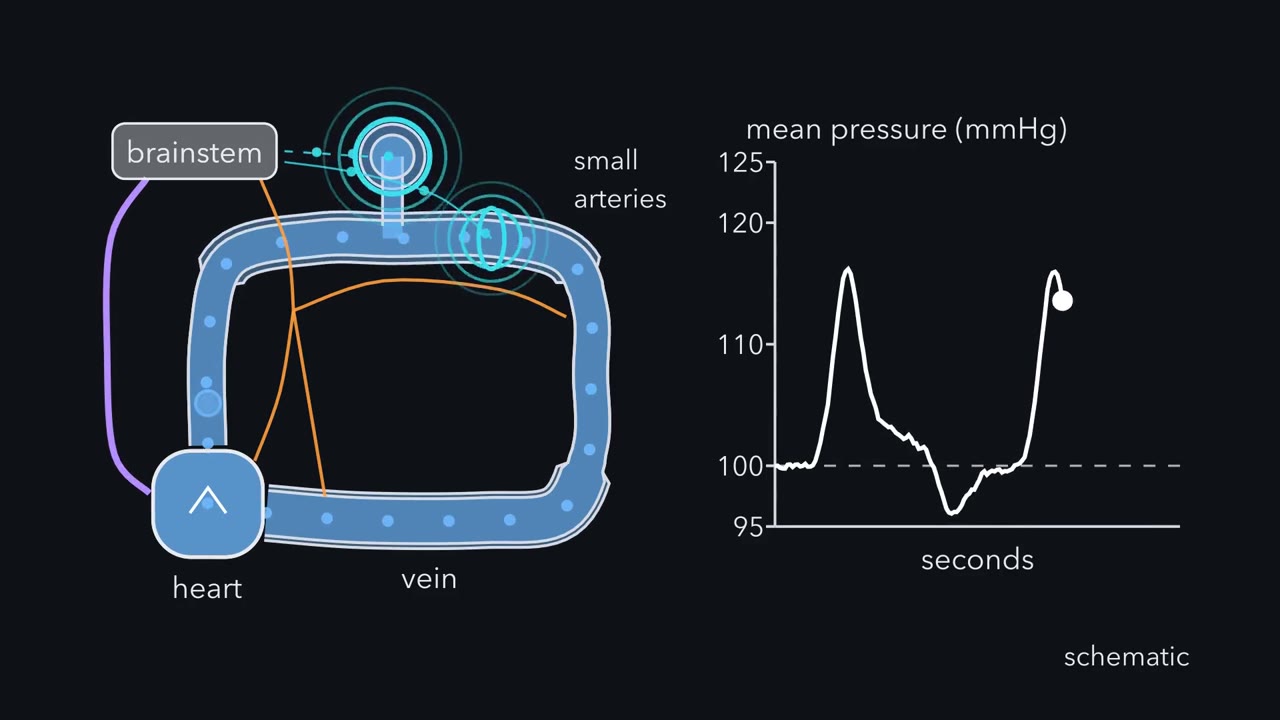 brainstem
small
arteries
heart
vein
mean pressure (mmHg)
125
120
110
100
95
seconds
schematic